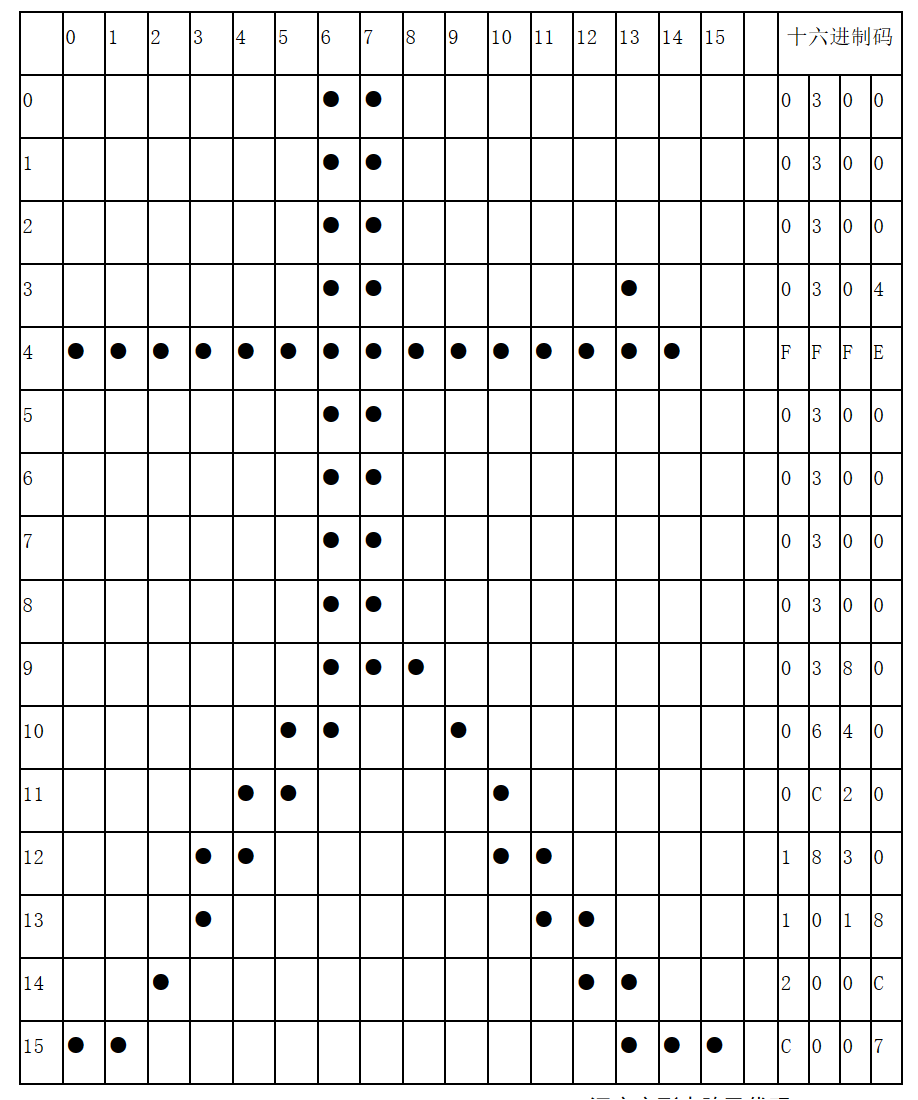 0 1 2 3 4 5 6 7 8 9 10 11 12 13 14 15 十六进制码
0 ● ● 0 3 0 0
1 ● ● 0 3 0 0
2 ● ● 0 3 0 0
3 ● ● ● 0 3 0 4
4 ● ● ● ● ● ● ● ● ● ● ● ● ● ● ● F F F E
5 ● ● 0 3 0 0
6 ● ● 0 3 0 0
7 ● ● 0 3 0 0
8 ● ● 0 3 0 0
9 ● ● ● 0 3 8 0
10 ● ● ● 0 6 4 0
11 ● ● ● 0 C 2 0
12 ● ● ● ● 1 8 3 0
13 ● ● ● 1 0 1 8
14 ● ● ● 2 0 0 C
15 ● ● ● ● ● C 0 0 7